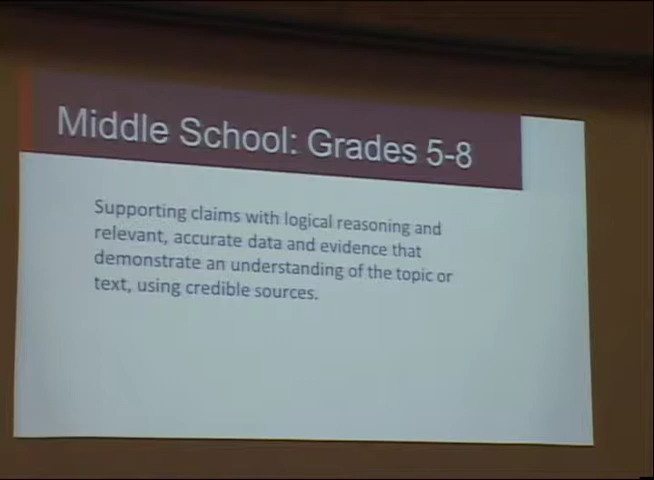 Middle School: Grades 5-8
Supporting claims with logical reasoning and
relevant, accurate data and evidence that
demonstrate an understanding of the topic or
text, using credible sources.